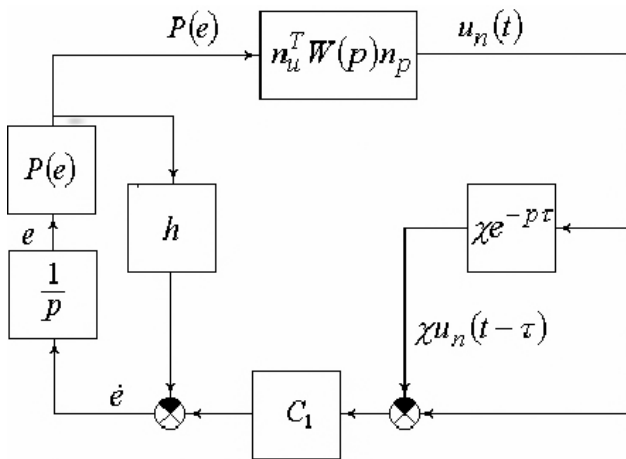 P(e)
n_u^T W(p) n_p
u_n(t)
P(e)
h
χe^{-pτ}
e
1/p
χu_n(t − τ)
ė
C_1